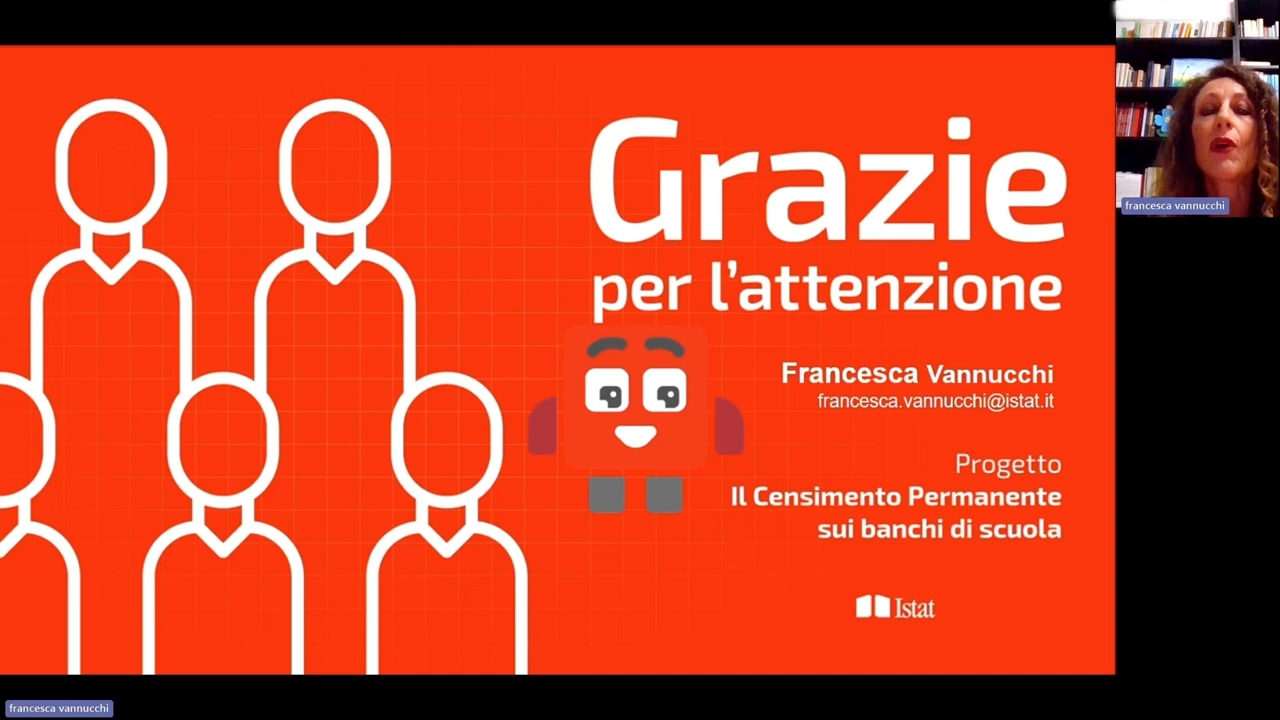 Grazie
per l'attenzione
Francesca Vannucchi
francesca.vannucchi@istat.it
Progetto
Il Censimento Permanente
sui banchi di scuola
Istat
francesca vannucchi
francesca vannucchi